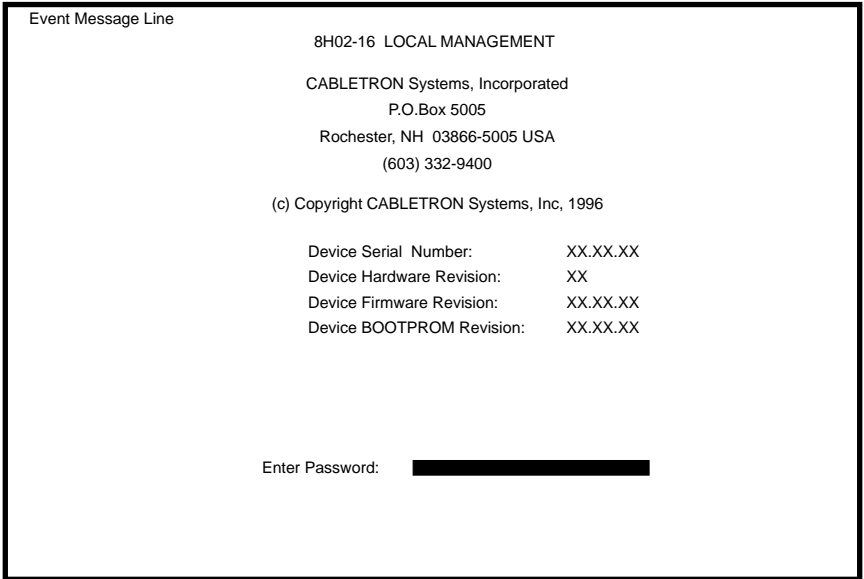 Event Message Line
8H02-16 LOCAL MANAGEMENT
CABLETRON Systems, Incorporated
P.O.Box 5005
Rochester, NH 03866-5005 USA
(603) 332-9400
(c) Copyright CABLETRON Systems, Inc, 1996
Device Serial Number: XX.XX.XX
Device Hardware Revision: XX
Device Firmware Revision: XX.XX.XX
Device BOOTPROM Revision: XX.XX.XX
Enter Password: